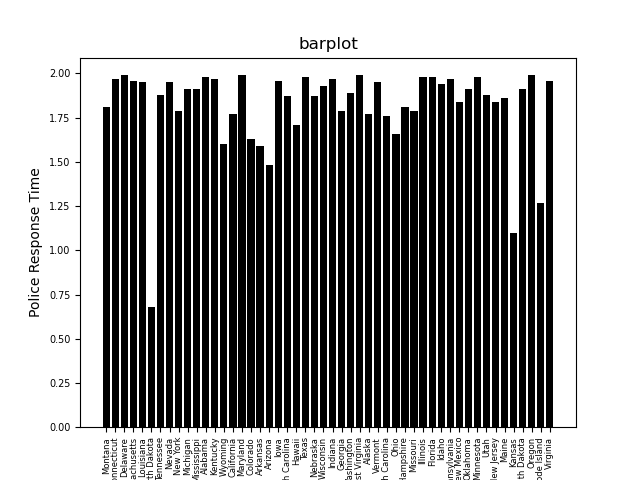 barplot
Police Response Time
2.00
1.75
1.50
1.25
1.00
0.75
0.50
0.25
0.00
Montana
nnecticut
Delaware
achusetts
Louisiana
th Dakota
Tennessee
Nevada
New York
Michigan
Mississippi
Alabama
Kentucky
Wyoming
California
Maryland
Colorado
Arkansas
Arizona
Iowa
h Carolina
Hawaii
Texas
Nebraska
Wisconsin
Indiana
Georgia
ashington
st Virginia
Alaska
Vermont
h Carolina
Ohio
ampshire
Missouri
Illinois
Florida
Idaho
nsylvania
ew Mexico
Oklahoma
Minnesota
Utah
ew Jersey
Maine
Kansas
th Dakota
Oregon
ode Island
Virginia